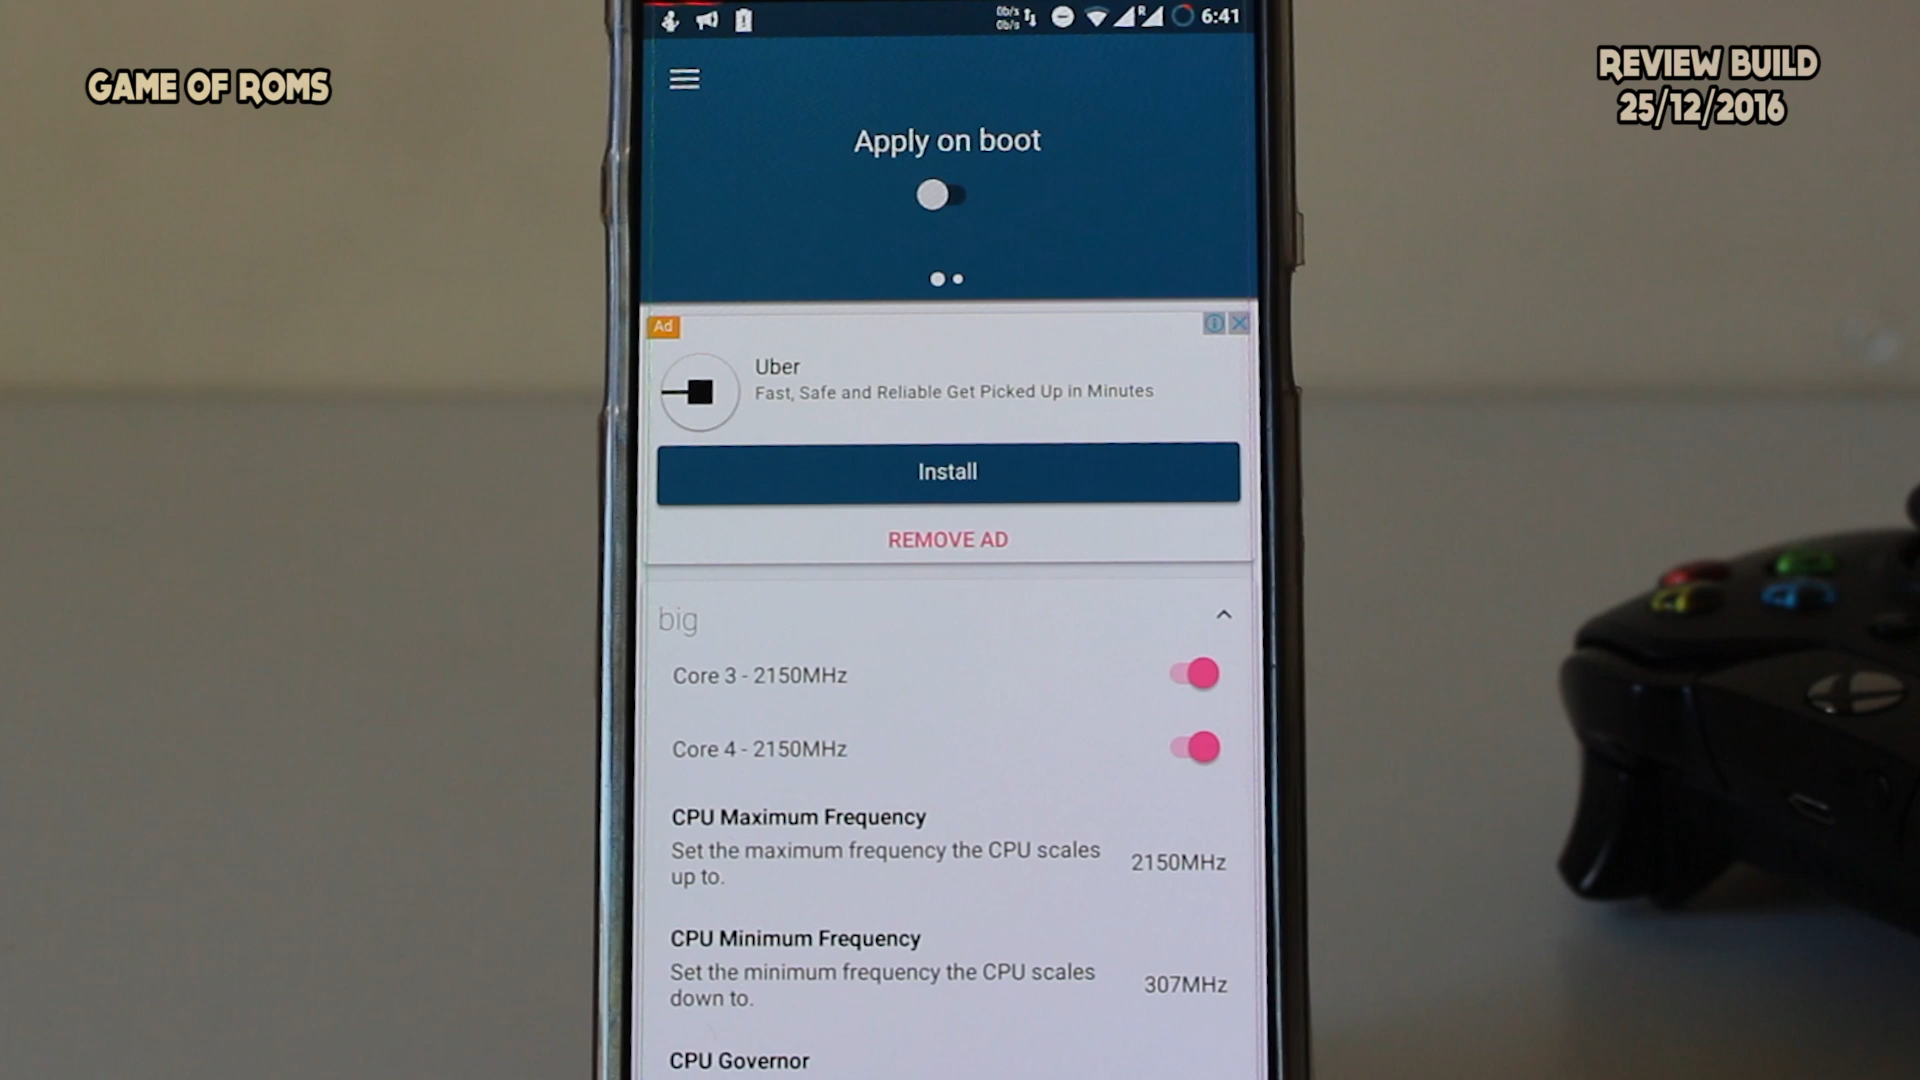 GAME OF ROMS
REVIEW BUILD
25/12/2016
0b/s
0b/s
R
6:41
Apply on boot
Ad
Uber
Fast, Safe and Reliable Get Picked Up in Minutes
Install
REMOVE AD
big
Core 3 - 2150MHz
Core 4 - 2150MHz
CPU Maximum Frequency
Set the maximum frequency the CPU scales
up to.
2150MHz
CPU Minimum Frequency
Set the minimum frequency the CPU scales
down to.
307MHz
CPU Governor